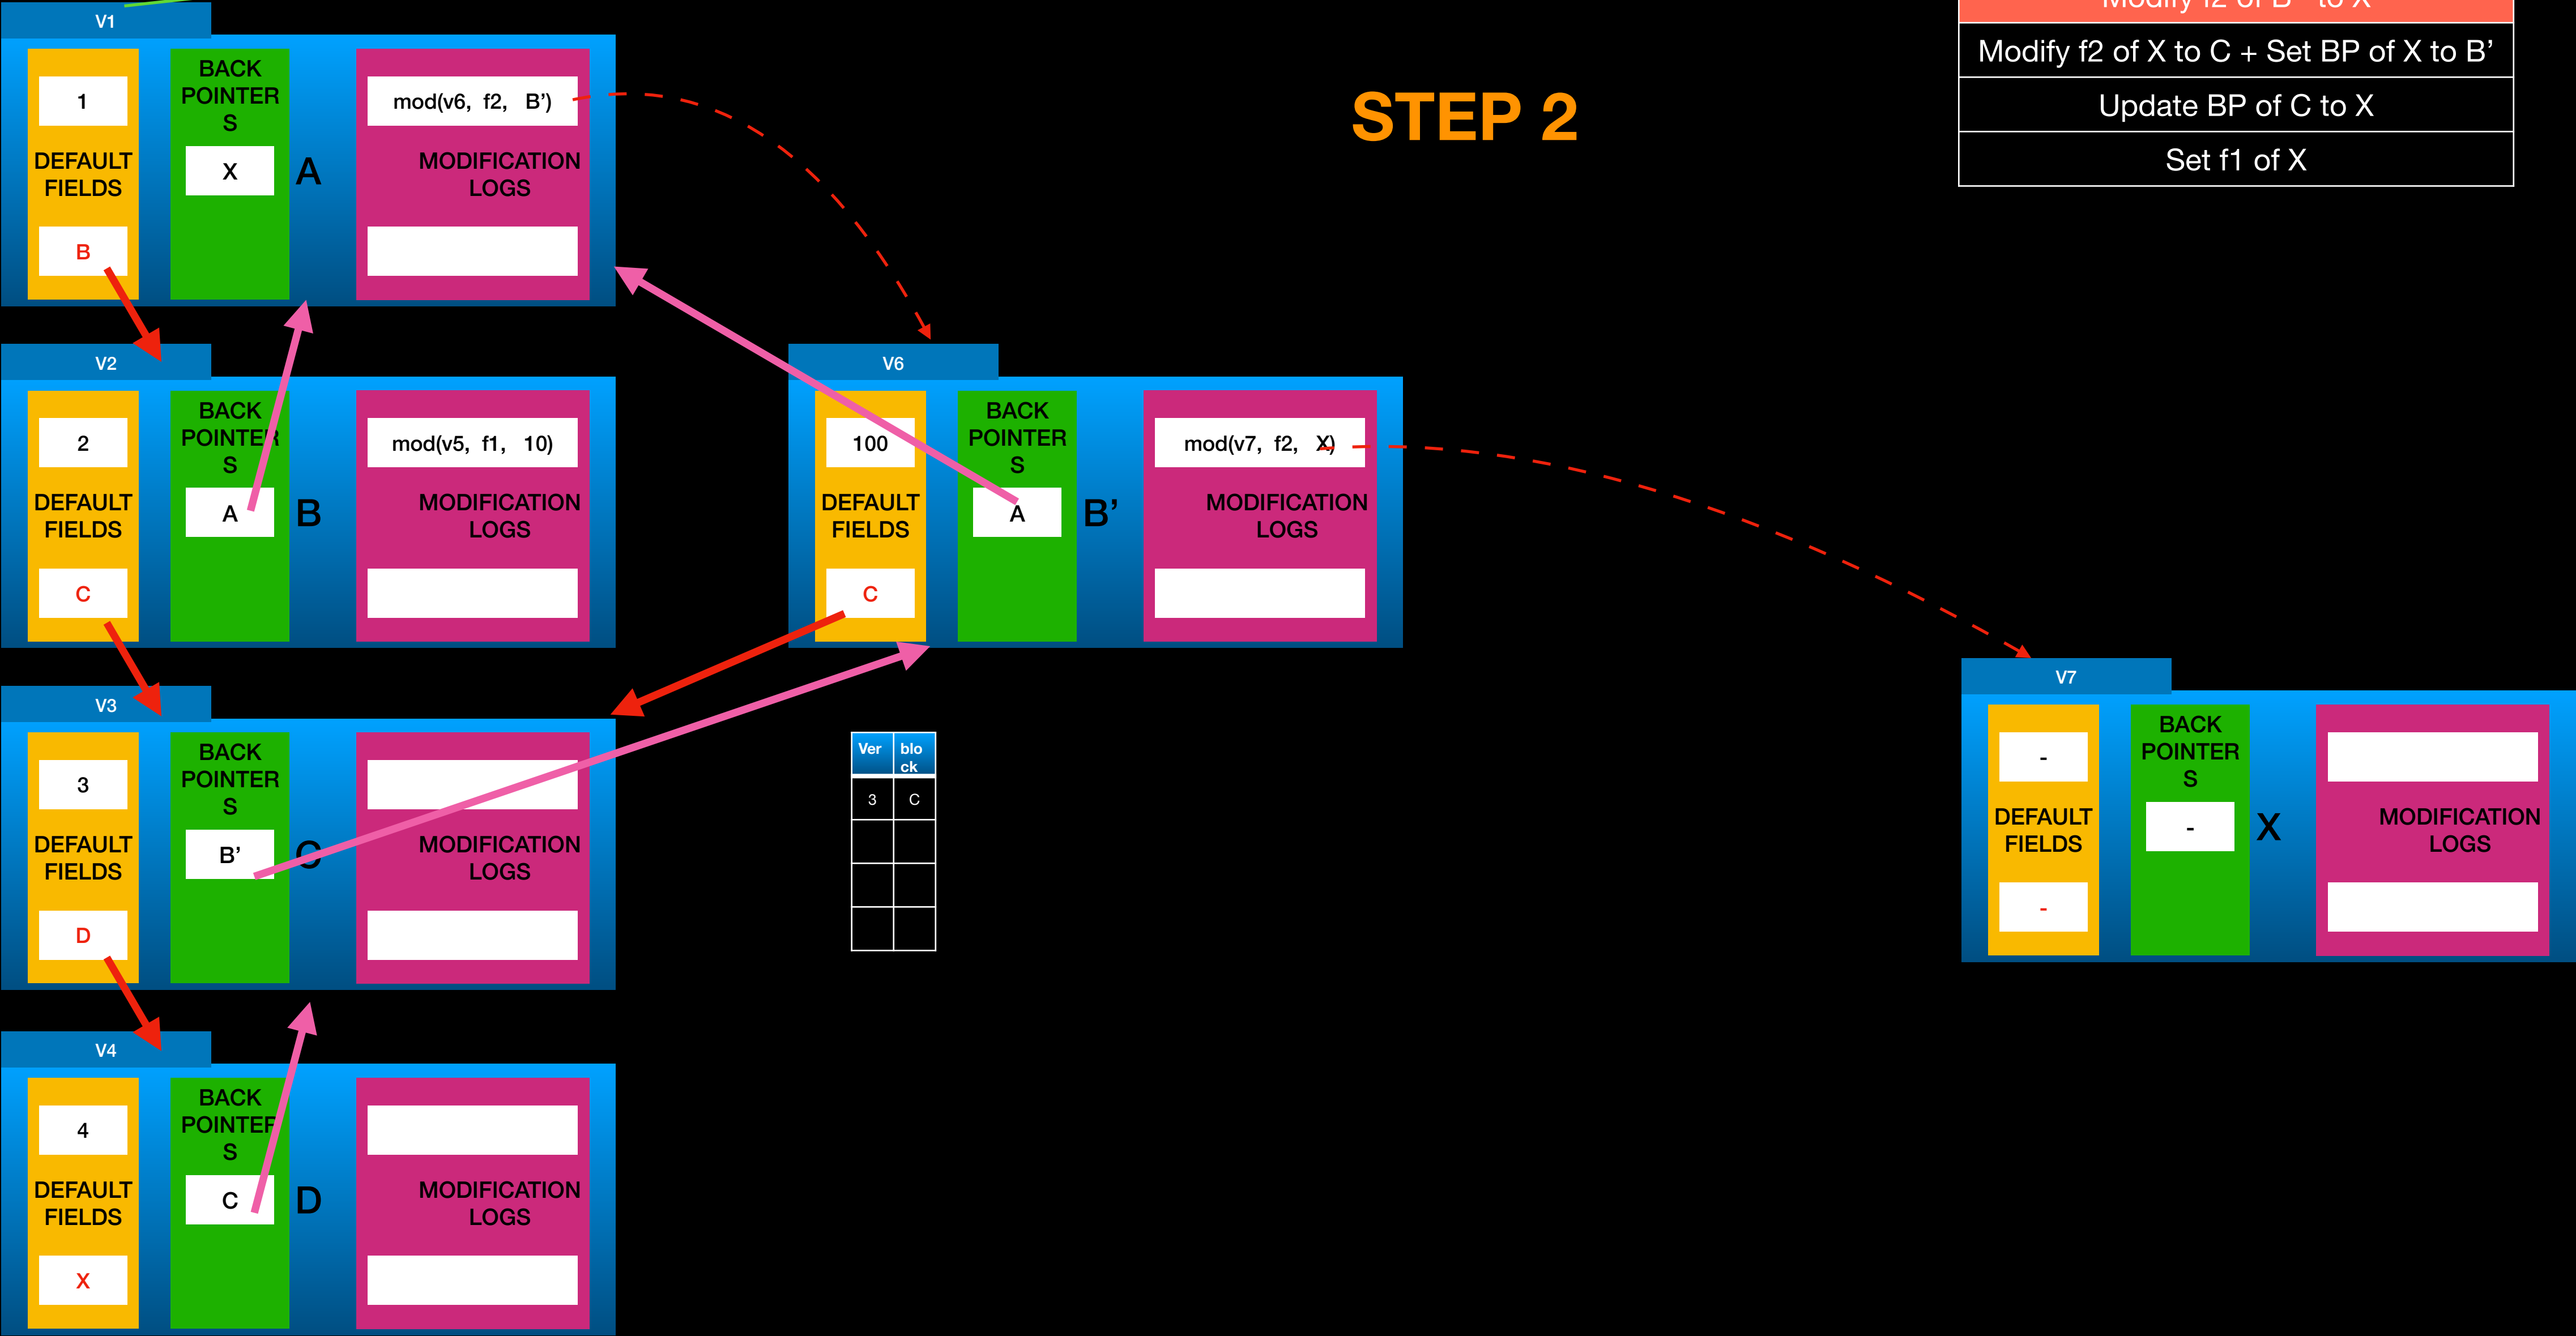 V1
1
DEFAULT
FIELDS
B
BACK
POINTER
S
X
A
mod(v6, f2, B’)
MODIFICATION
LOGS
STEP 2
Modify f2 of B’ to X
Modify f2 of X to C + Set BP of X to B’
Update BP of C to X
Set f1 of X
V2
2
DEFAULT
FIELDS
C
BACK
POINTER
S
A
B
mod(v5, f1, 10)
MODIFICATION
LOGS
V6
100
DEFAULT
FIELDS
C
BACK
POINTER
S
A
B’
mod(v7, f2, X)
MODIFICATION
LOGS
V3
3
DEFAULT
FIELDS
D
BACK
POINTER
S
B’
C
MODIFICATION
LOGS
Ver
blo
ck
3
C
V7
-
DEFAULT
FIELDS
-
BACK
POINTER
S
-
X
MODIFICATION
LOGS
V4
4
DEFAULT
FIELDS
X
BACK
POINTER
S
C
D
MODIFICATION
LOGS